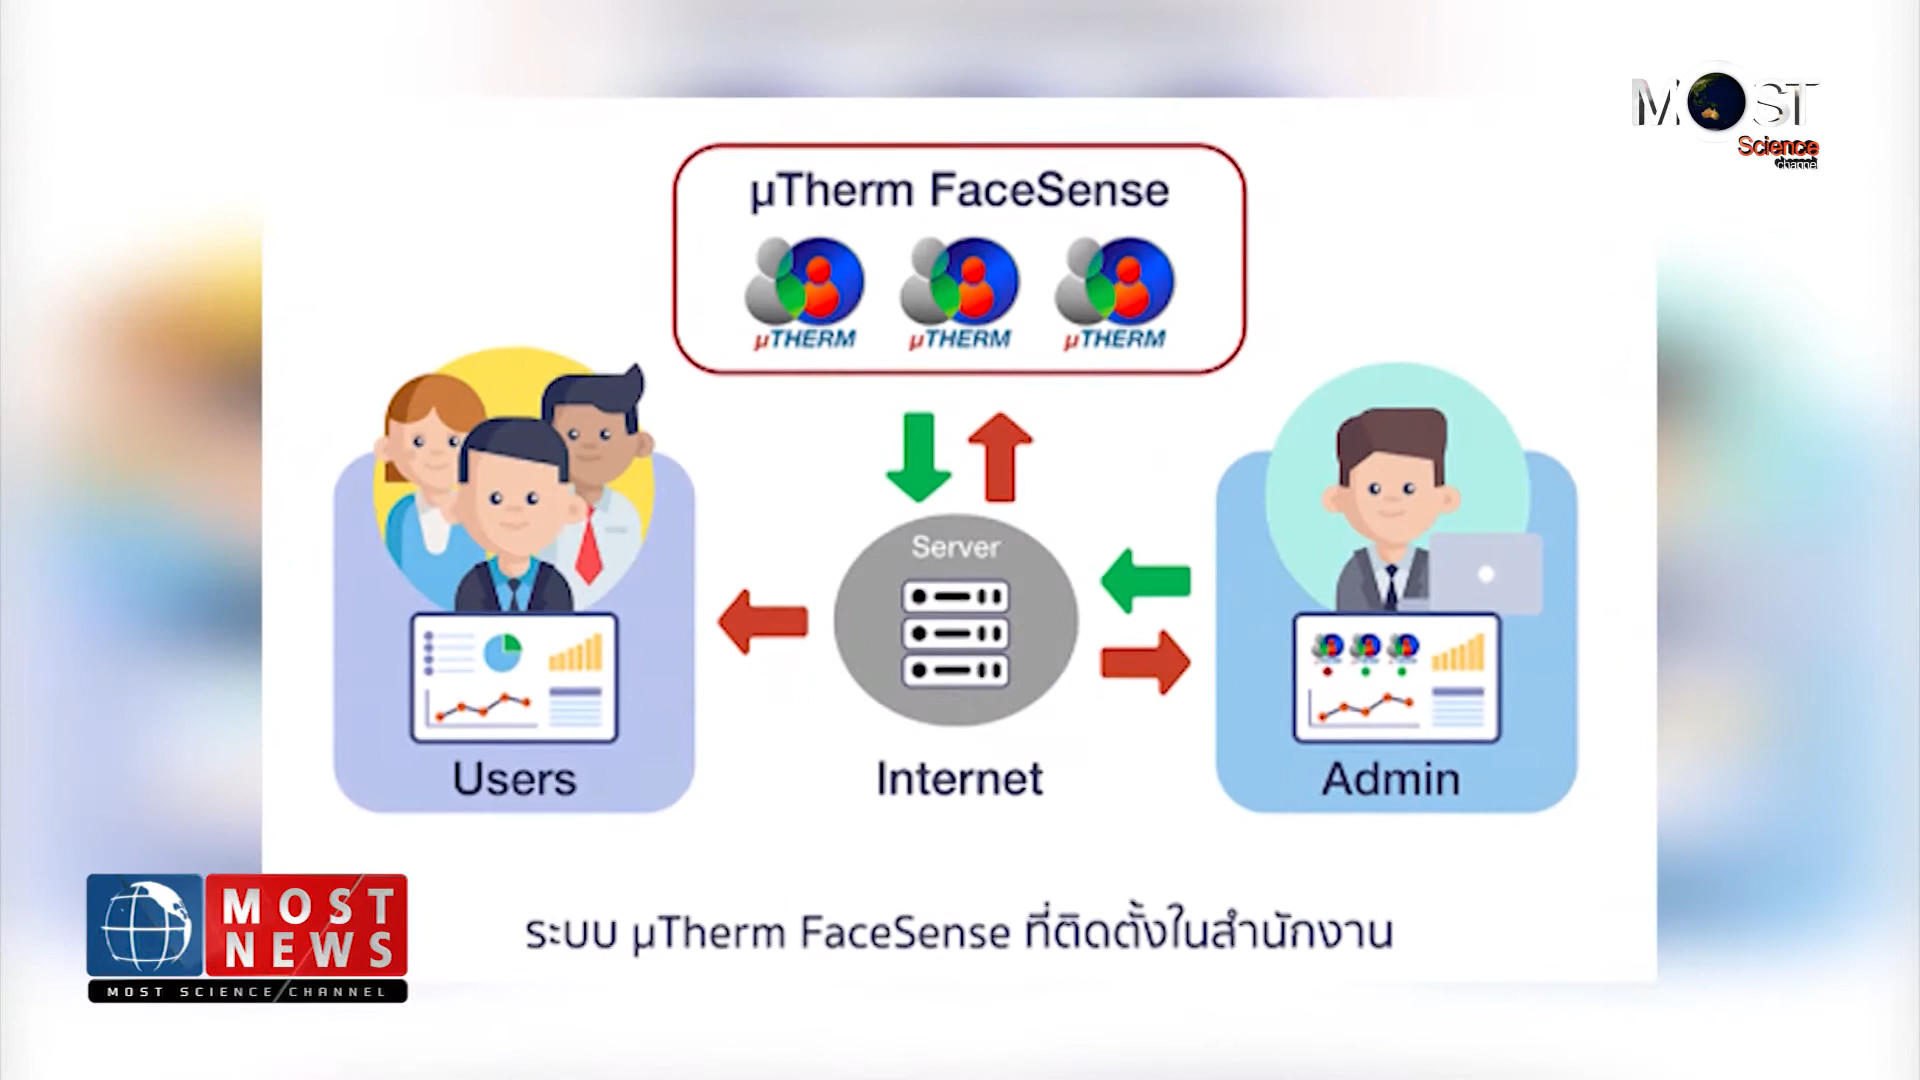 MOST
Science
channel
µTherm FaceSense
µTHERM µTHERM µTHERM
Server
Users
Internet
Admin
ระบบ µTherm FaceSense ที่ติดตั้งในสำนักงาน
MOST
NEWS
MOST SCIENCE CHANNEL